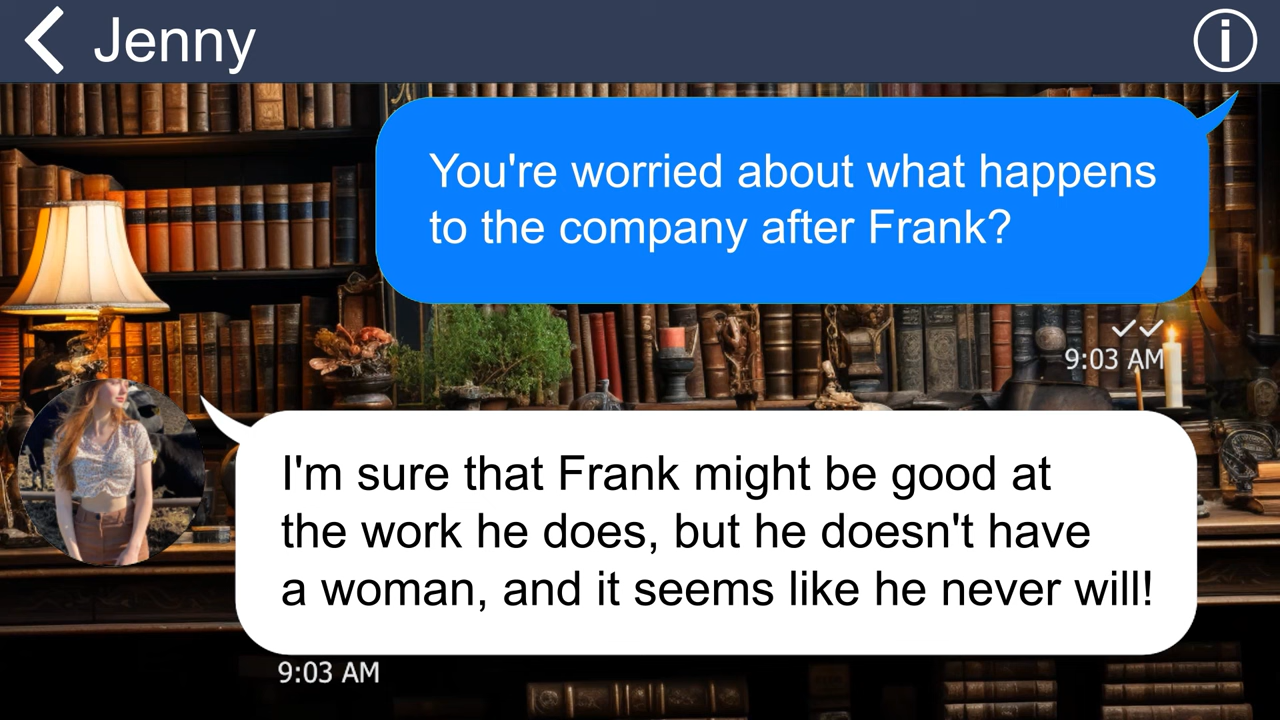 Jenny
You're worried about what happens
to the company after Frank?
9:03 AM
I'm sure that Frank might be good at
the work he does, but he doesn't have
a woman, and it seems like he never will!
9:03 AM